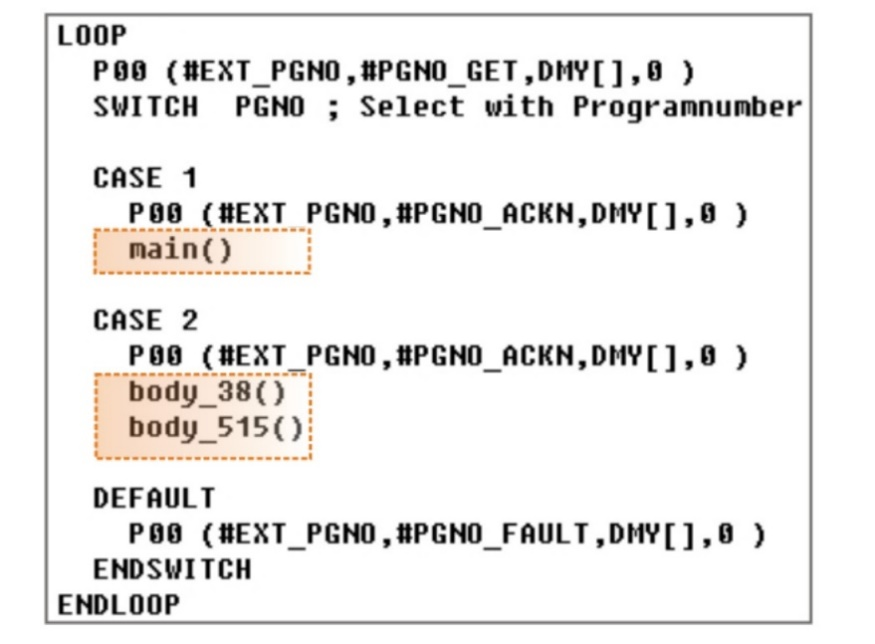 LOOP
P00 (#EXT_PGNO,#PGNO_GET,DMY[],0 )
SWITCH PGNO ; Select with Programnumber
CASE 1
P00 (#EXT_PGNO,#PGNO_ACKN,DMY[],0 )
main()
CASE 2
P00 (#EXT_PGNO,#PGNO_ACKN,DMY[],0 )
body_38()
body_515()
DEFAULT
P00 (#EXT_PGNO,#PGNO_FAULT,DMY[],0 )
ENDSWITCH
ENDLOOP